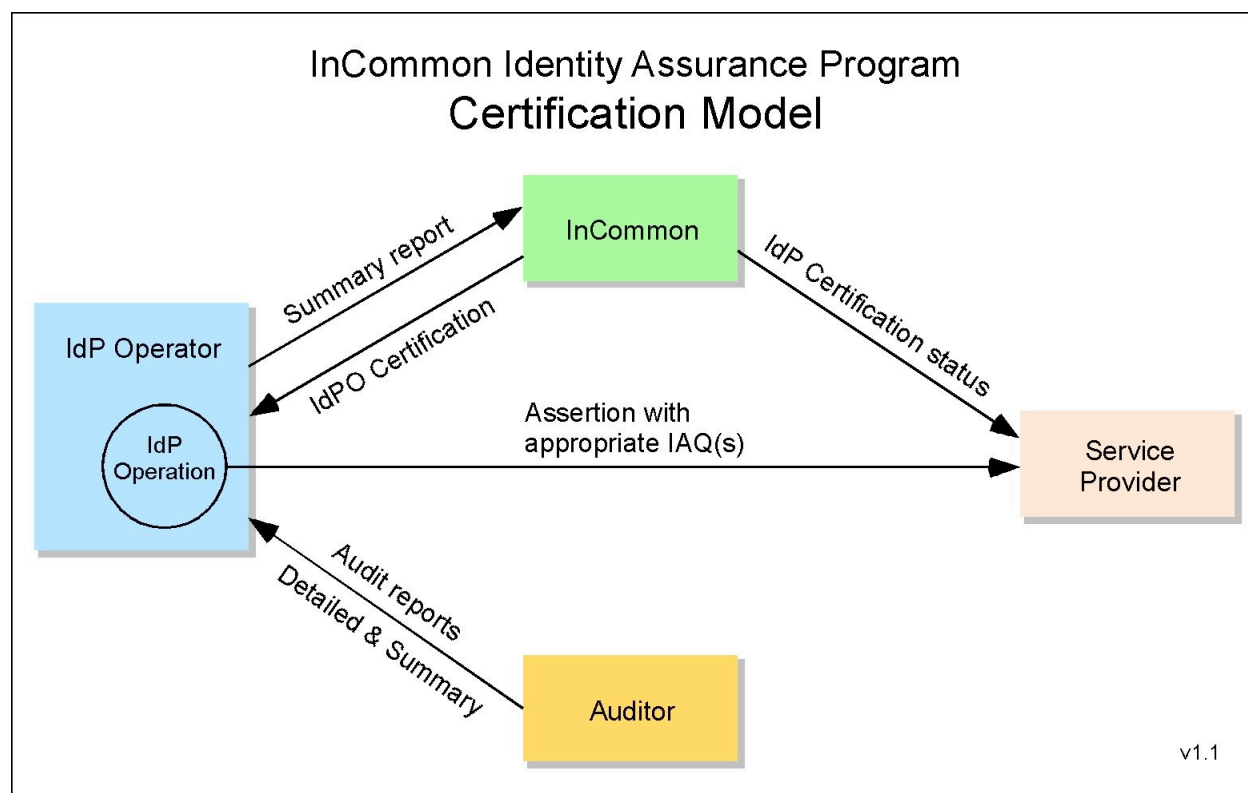 InCommon Identity Assurance Program
Certification Model
InCommon
Summary report
IdPO Certification
IdP Certification status
IdP Operator
IdP
Operation
Assertion with
appropriate IAQ(s)
Service
Provider
Audit reports
Detailed & Summary
Auditor
v1.1